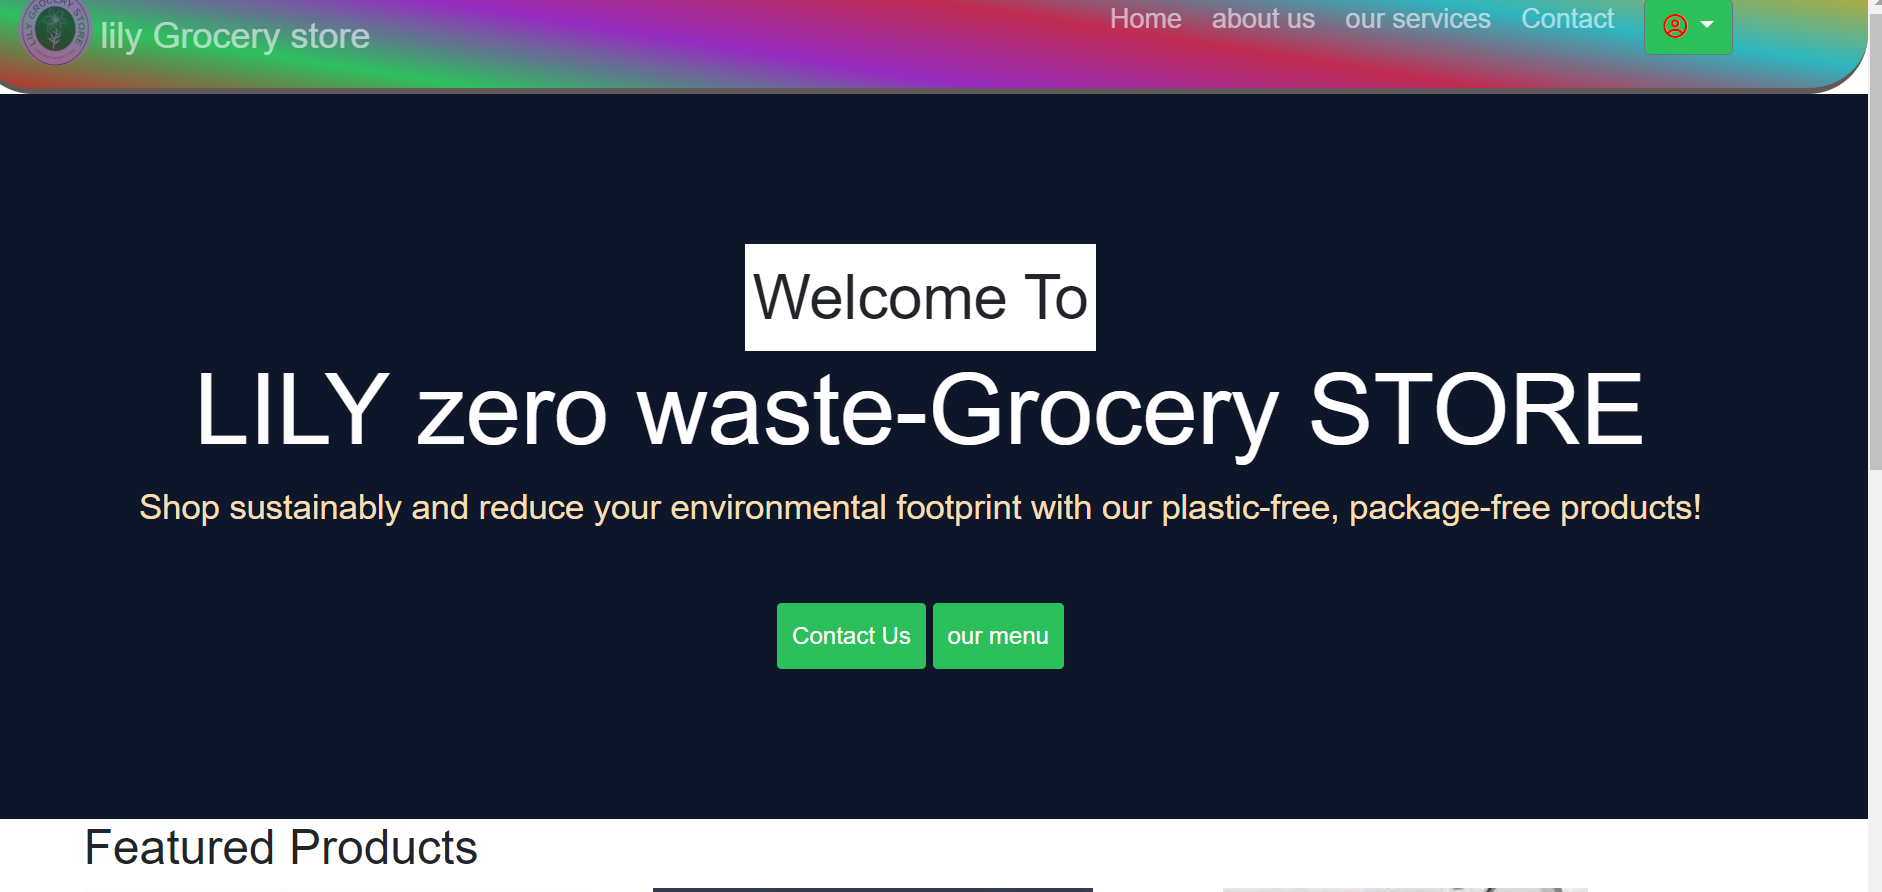 LILY GROCERY STORE
lily Grocery store
Home about us our services Contact
Welcome To
LILY zero waste-Grocery STORE
Shop sustainably and reduce your environmental footprint with our plastic-free, package-free products!
Contact Us our menu
Featured Products